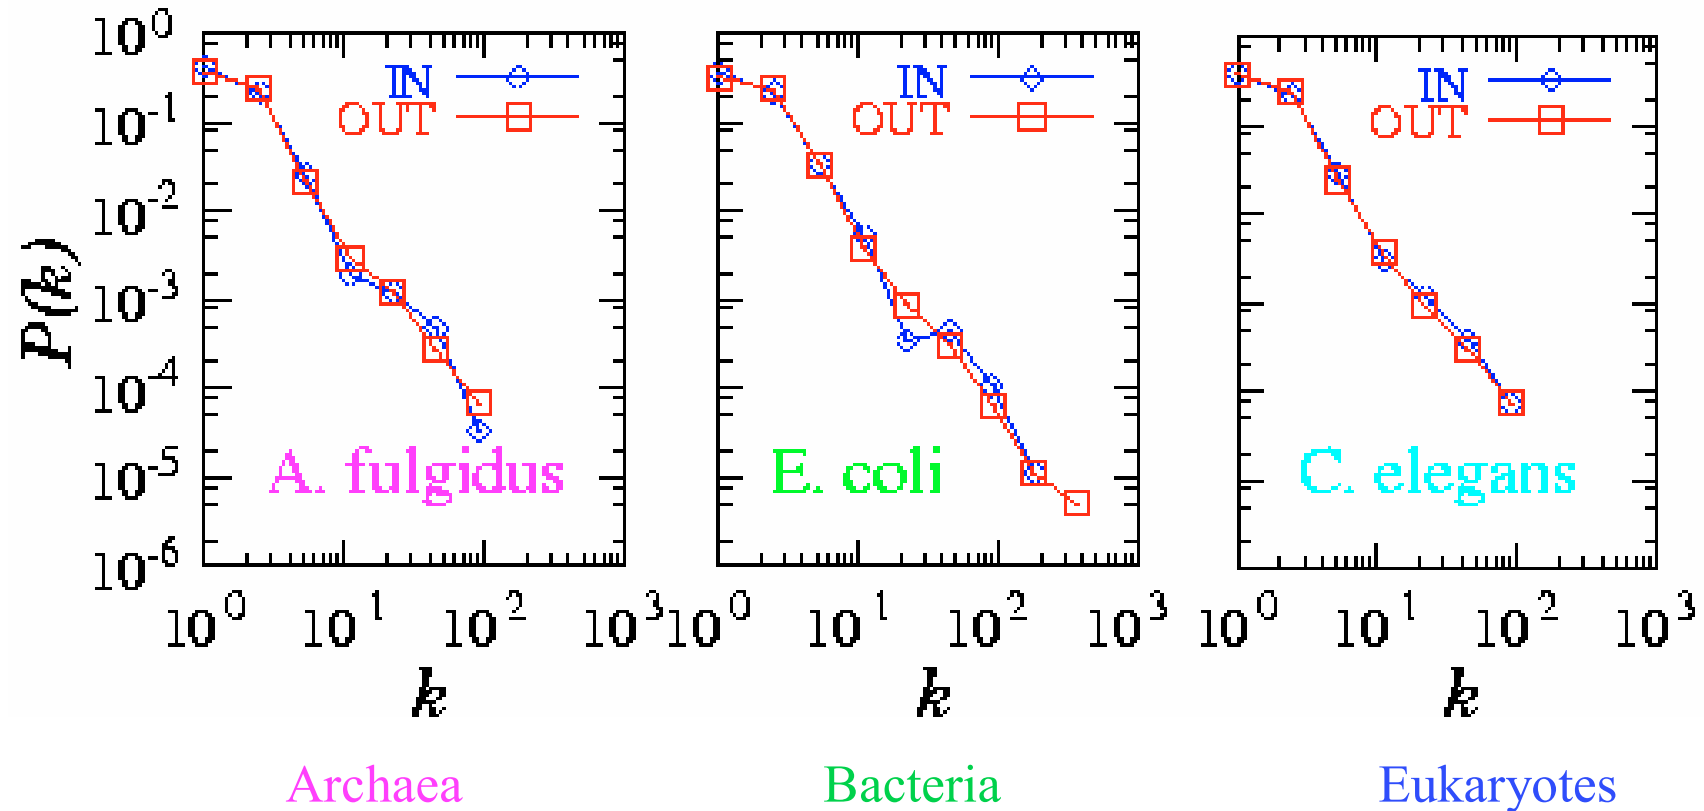 10^0
10^-1
10^-2
10^-3
10^-4
10^-5
10^-6
P(k)
IN
OUT
A. fulgidus
10^0 10^1 10^2 10^3
k
Archaea
IN
OUT
E. coli
10^0 10^1 10^2 10^3
k
Bacteria
IN
OUT
C. elegans
10^0 10^1 10^2 10^3
k
Eukaryotes